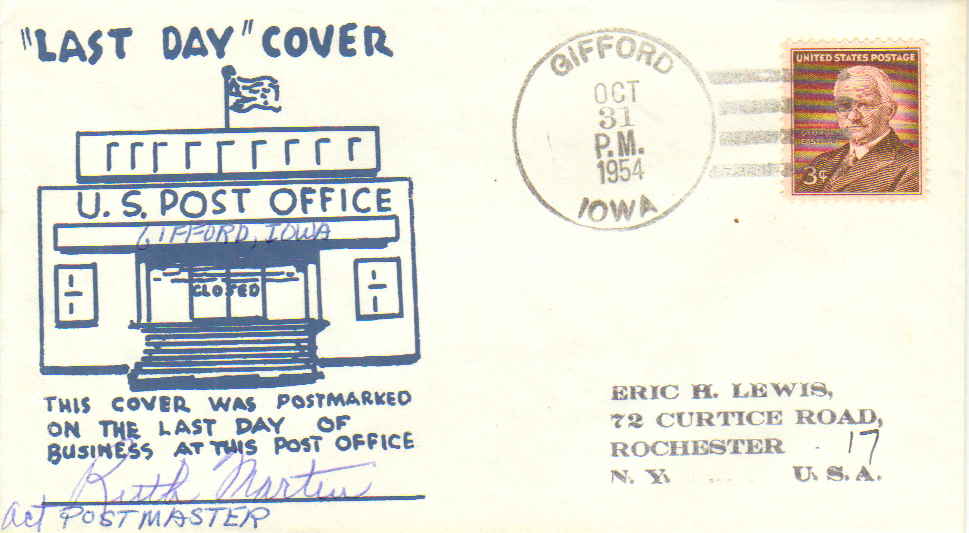 "LAST DAY" COVER
U. S. POST OFFICE
GIFFORD, IOWA
CLOSED
THIS COVER WAS POSTMARKED
ON THE LAST DAY OF
BUSINESS AT THIS POST OFFICE
Ruth Martin
act POSTMASTER
GIFFORD
OCT
31
P.M.
1954
IOWA
UNITED STATES POSTAGE
3¢
ERIC H. LEWIS,
72 CURTICE ROAD,
ROCHESTER 17
N. Y. U. S. A.